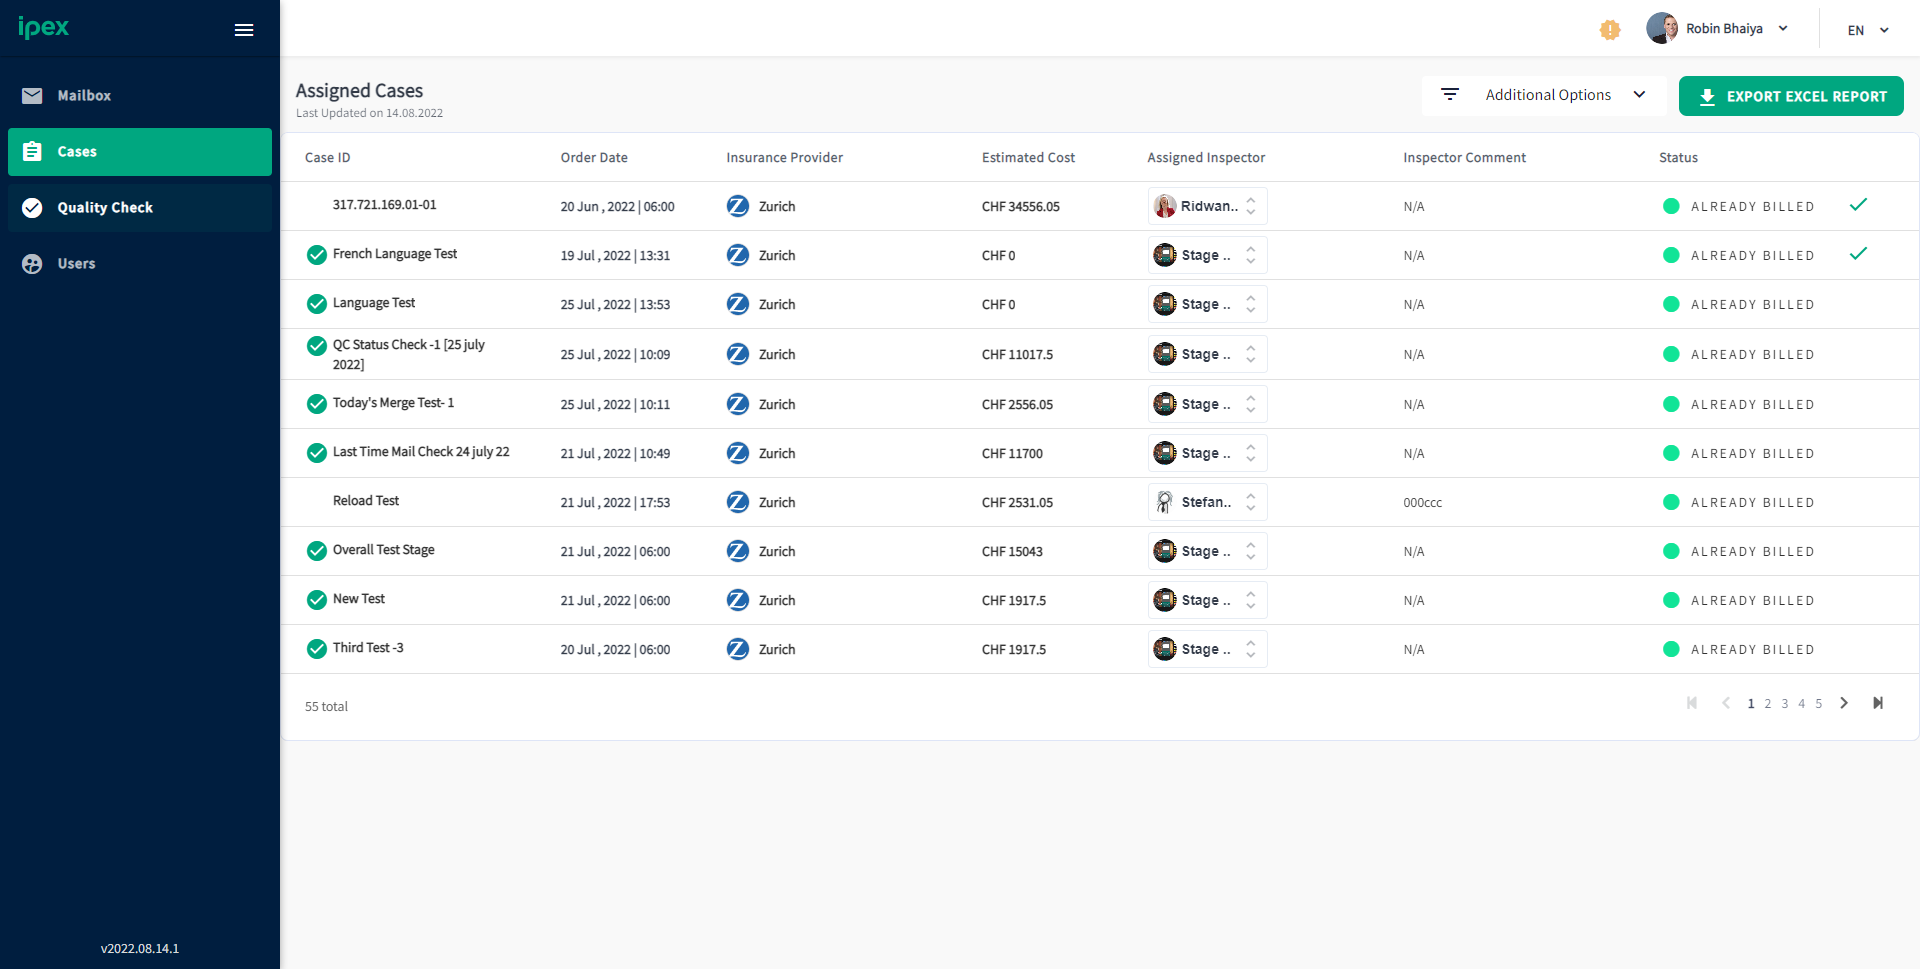 ipex
Robin Bhaiya
EN
Mailbox
Cases
Quality Check
Users
v2022.08.14.1
Assigned Cases
Last Updated on 14.08.2022
Additional Options
EXPORT EXCEL REPORT
Case ID Order Date Insurance Provider Estimated Cost Assigned Inspector Inspector Comment Status
317.721.169.01-01 20 Jun , 2022 | 06:00 Zurich CHF 34556.05 Ridwan.. N/A ALREADY BILLED
French Language Test 19 Jul , 2022 | 13:31 Zurich CHF 0 Stage .. N/A ALREADY BILLED
Language Test 25 Jul , 2022 | 13:53 Zurich CHF 0 Stage .. N/A ALREADY BILLED
QC Status Check -1 [25 july
2022] 25 Jul , 2022 | 10:09 Zurich CHF 11017.5 Stage .. N/A ALREADY BILLED
Today's Merge Test- 1 25 Jul , 2022 | 10:11 Zurich CHF 2556.05 Stage .. N/A ALREADY BILLED
Last Time Mail Check 24 july 22 21 Jul , 2022 | 10:49 Zurich CHF 11700 Stage .. N/A ALREADY BILLED
Reload Test 21 Jul , 2022 | 17:53 Zurich CHF 2531.05 Stefan.. 000ccc ALREADY BILLED
Overall Test Stage 21 Jul , 2022 | 06:00 Zurich CHF 15043 Stage .. N/A ALREADY BILLED
New Test 21 Jul , 2022 | 06:00 Zurich CHF 1917.5 Stage .. N/A ALREADY BILLED
Third Test -3 20 Jul , 2022 | 06:00 Zurich CHF 1917.5 Stage .. N/A ALREADY BILLED
55 total
1 2 3 4 5